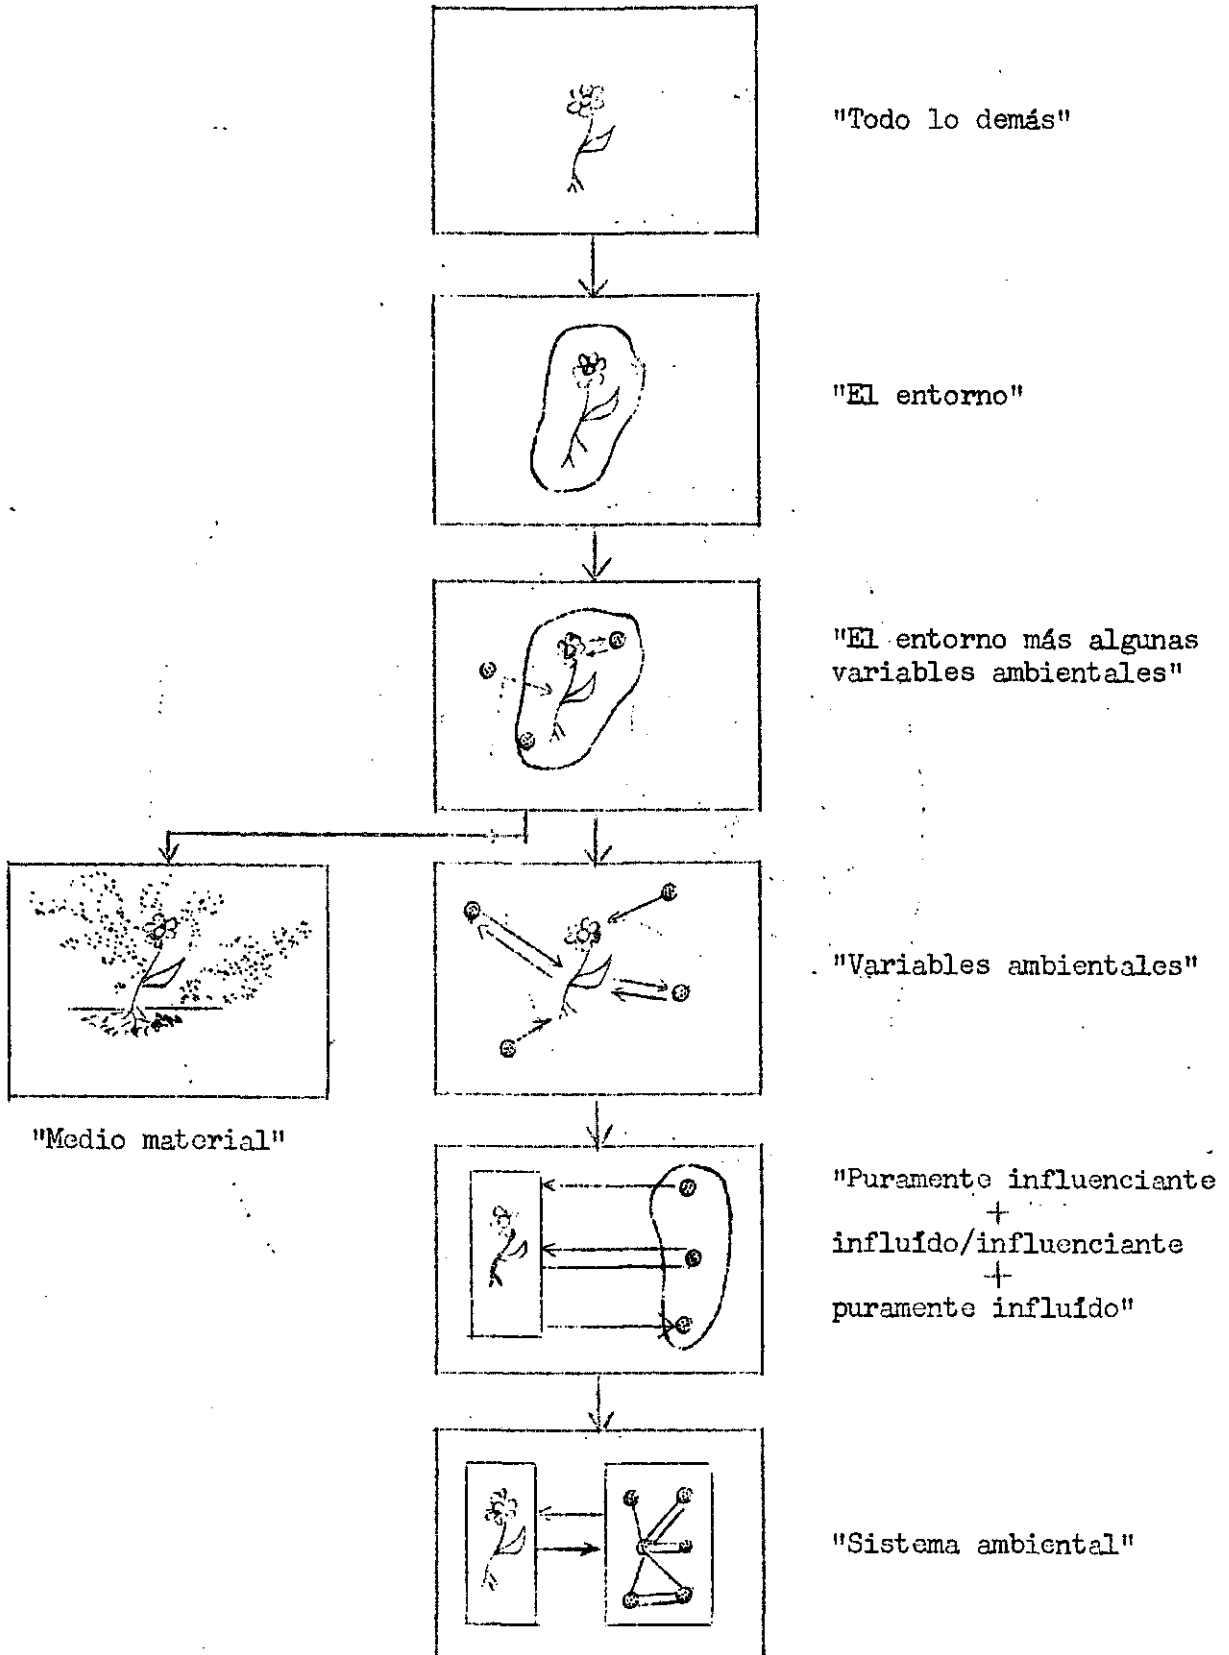 "Todo lo demás"
"El entorno"
"El entorno más algunas
variables ambientales"
"Variables ambientales"
"Medio material"
"Puramente influenciante
+
influído/influenciante
+
puramente influído"
"Sistema ambiental"